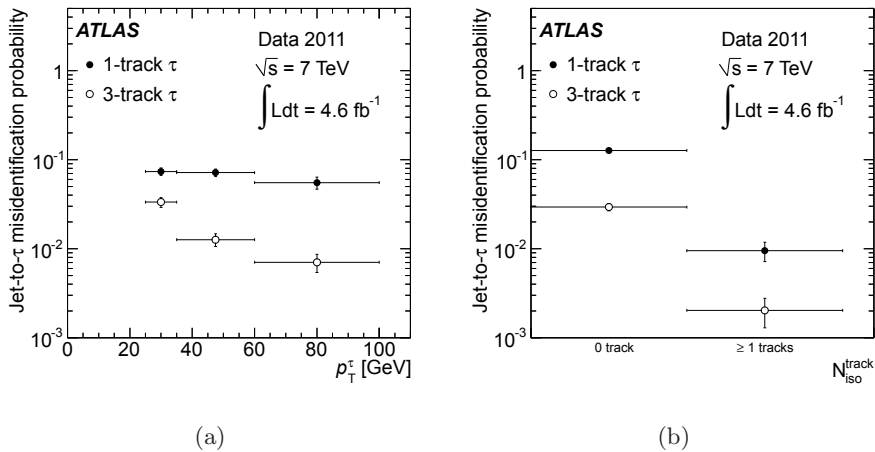 Jet-to-τ misidentification probability
ATLAS
Data 2011
1-track τ
√s = 7 TeV
3-track τ
∫Ldt = 4.6 fb⁻¹
1
10⁻¹
10⁻²
10⁻³
0 20 40 60 80 100
p_T^τ [GeV]
(a)
Jet-to-τ misidentification probability
ATLAS
Data 2011
1-track τ
√s = 7 TeV
3-track τ
∫Ldt = 4.6 fb⁻¹
1
10⁻¹
10⁻²
10⁻³
0 track ≥ 1 tracks
N_iso^track
(b)